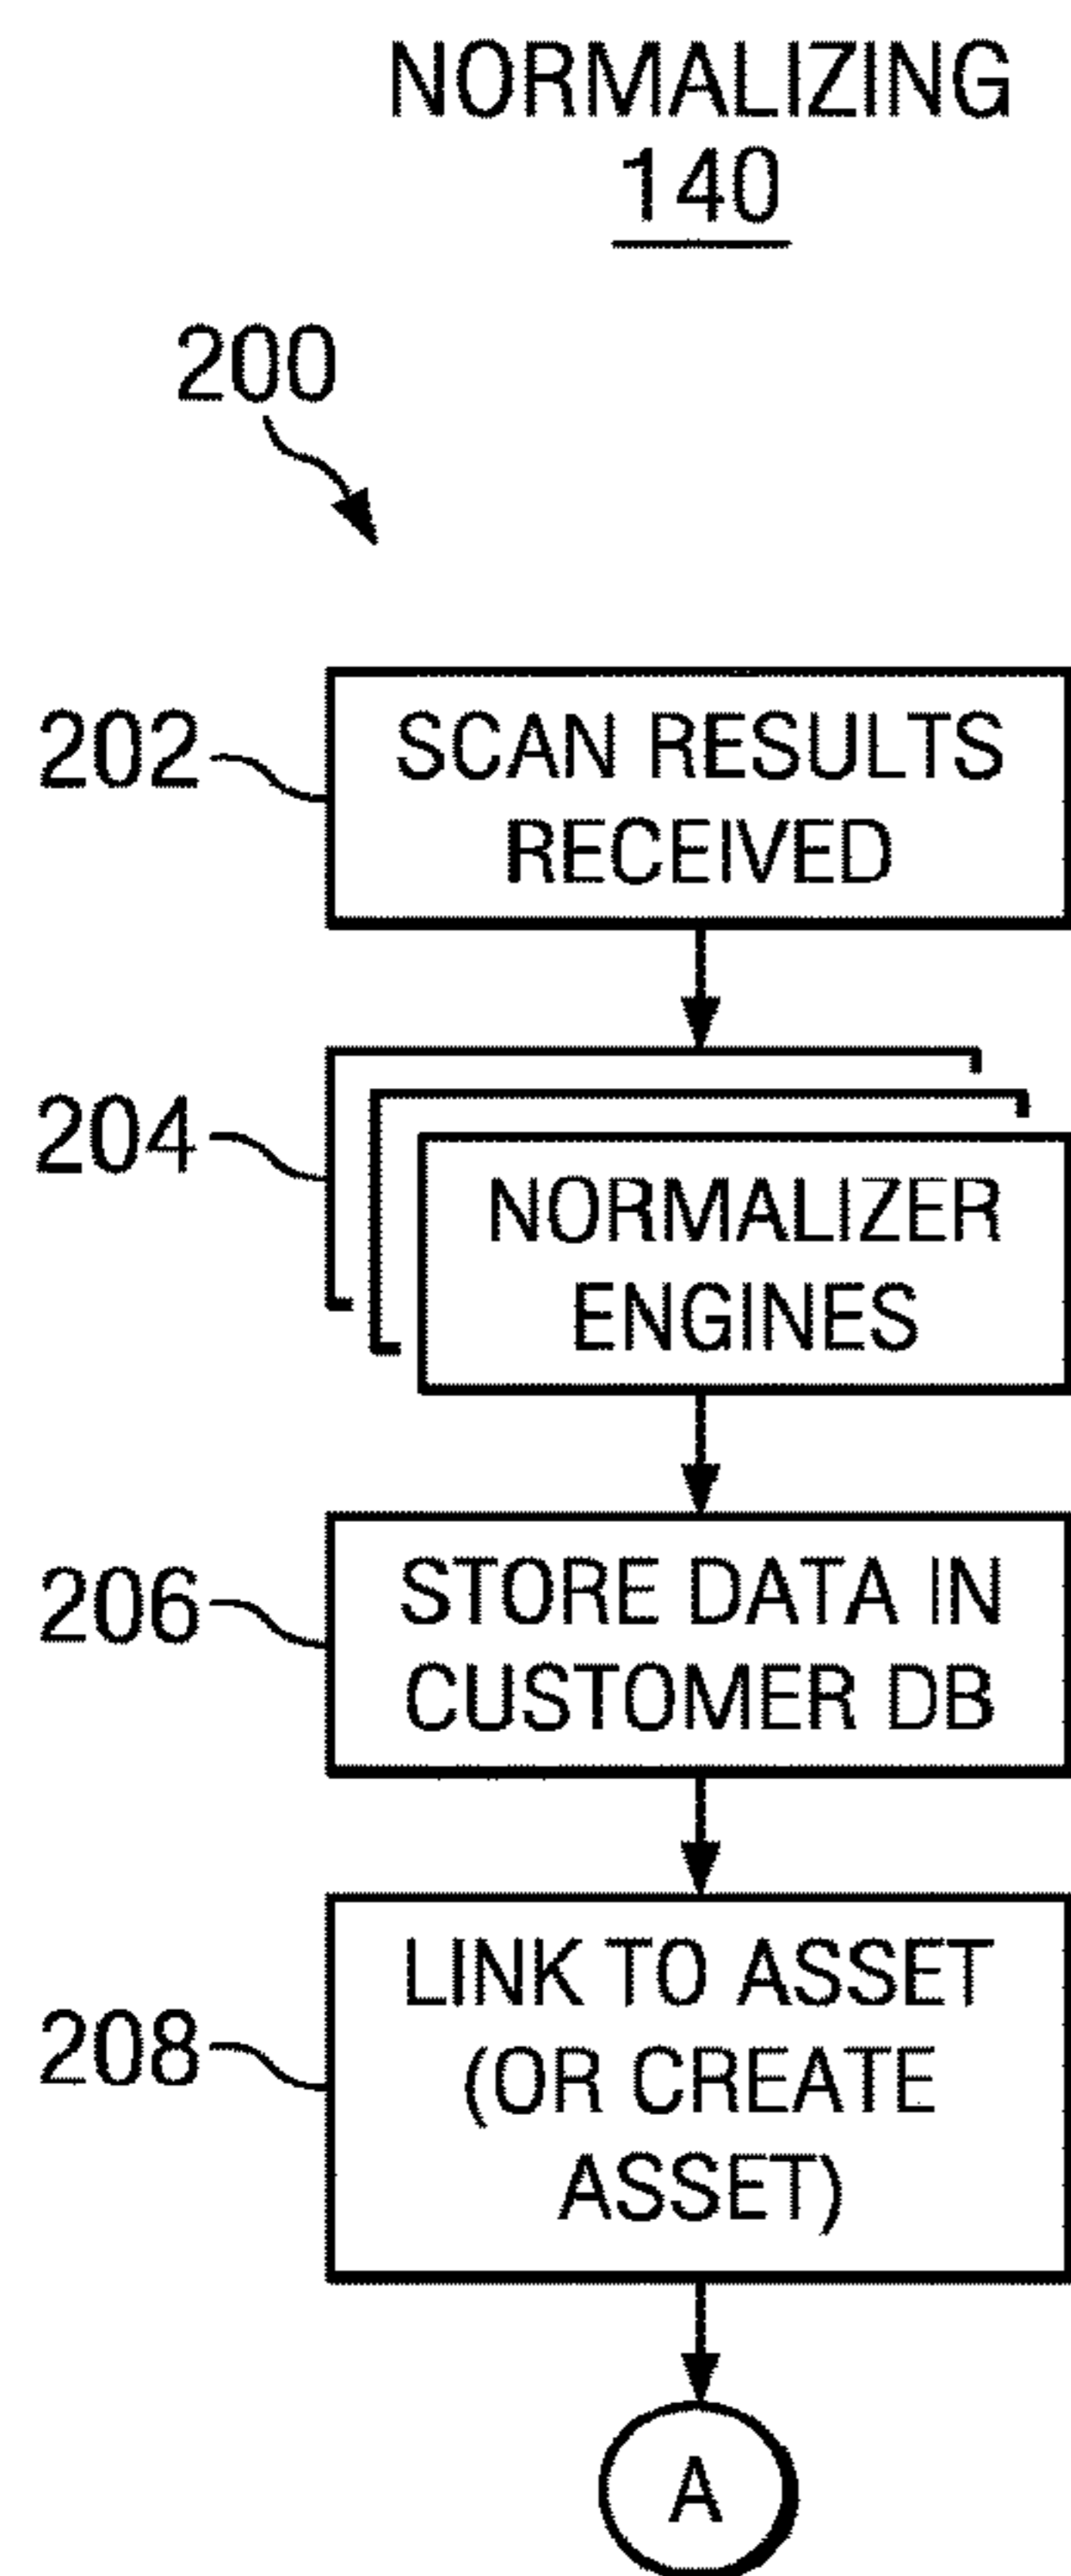 NORMALIZING
140
200
202
SCAN RESULTS
RECEIVED
204
NORMALIZER
ENGINES
206
STORE DATA IN
CUSTOMER DB
208
LINK TO ASSET
(OR CREATE
ASSET)
A